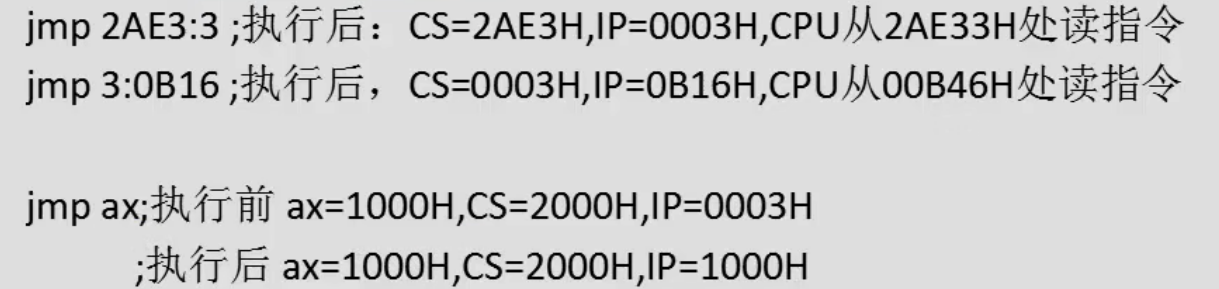 jmp 2AE3:3 ;执行后：CS=2AE3H,IP=0003H,CPU从2AE33H处读指令
jmp 3:0B16 ;执行后，CS=0003H,IP=0B16H,CPU从00B46H处读指令
jmp ax;执行前 ax=1000H,CS=2000H,IP=0003H
;执行后 ax=1000H,CS=2000H,IP=1000H